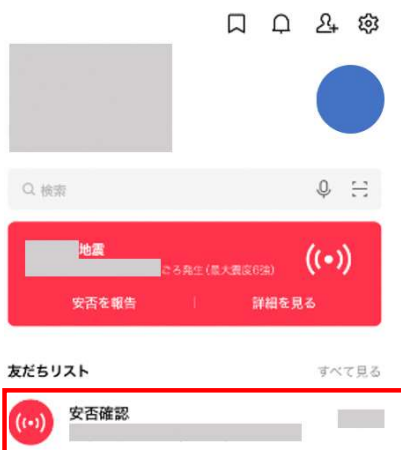 検索
地震
ごろ発生(最大震度6強)
安否を報告
詳細を見る
友だちリスト
すべて見る
安否確認